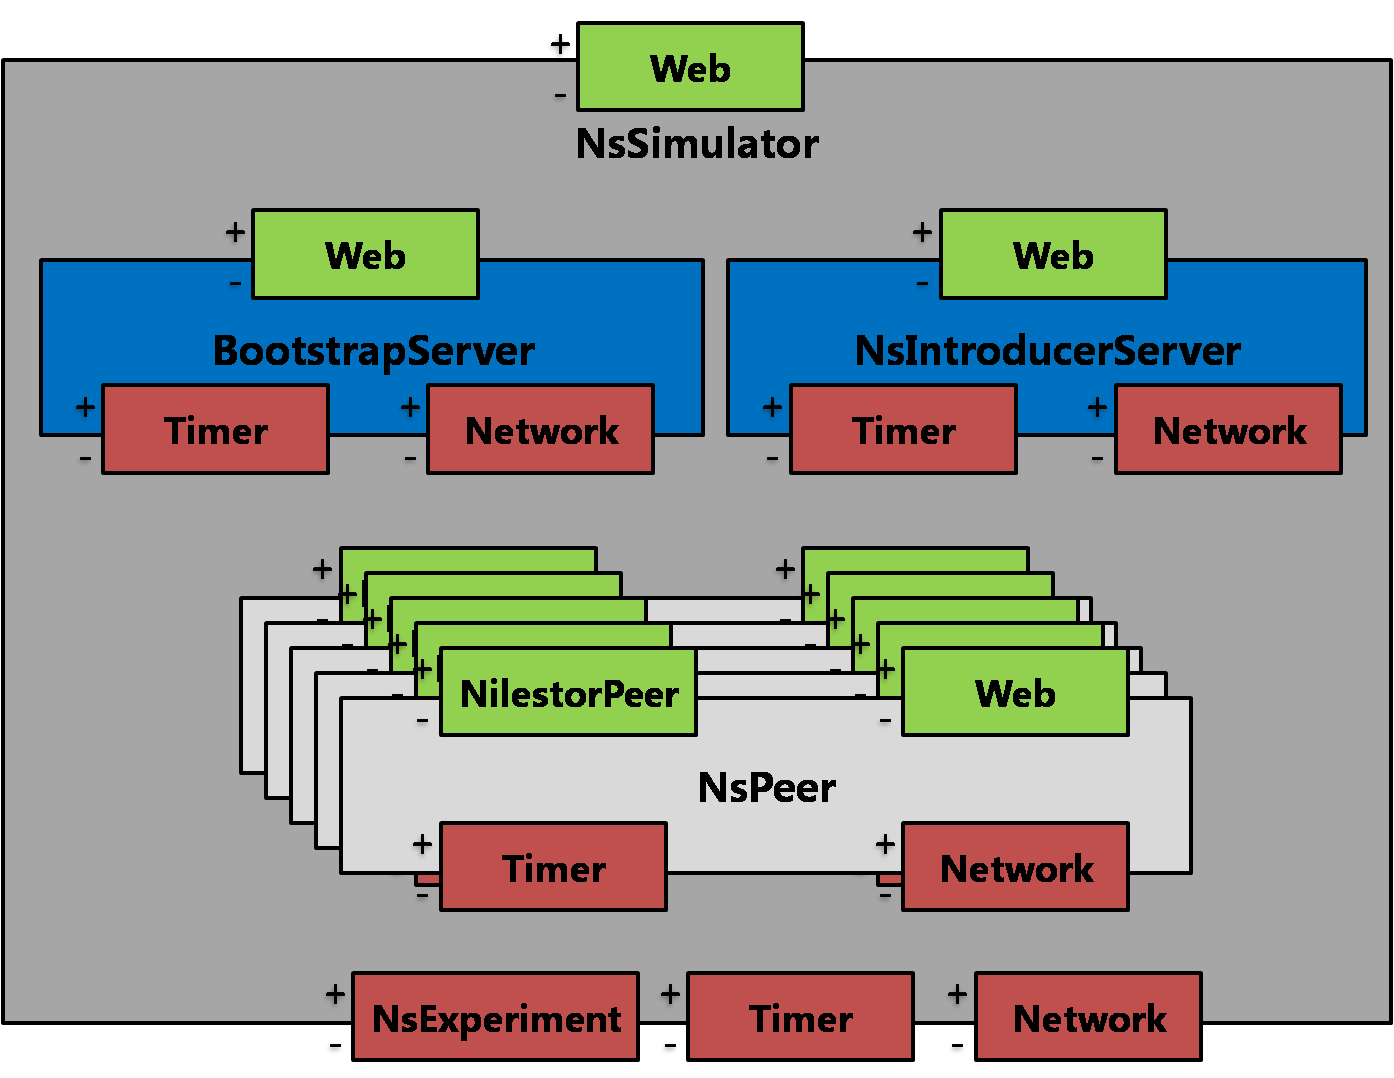 +
Web
-
NsSimulator
+
Web
-
+
Web
-
BootstrapServer
NsIntroducerServer
+
Timer
-
+
Network
-
+
Timer
-
+
Network
-
+
+
+
+
+
+
+
+
+
NilestorPeer
-
+
Web
-
NsPeer
+
Timer
-
+
Network
-
+
NsExperiment
-
+
Timer
-
+
Network
-